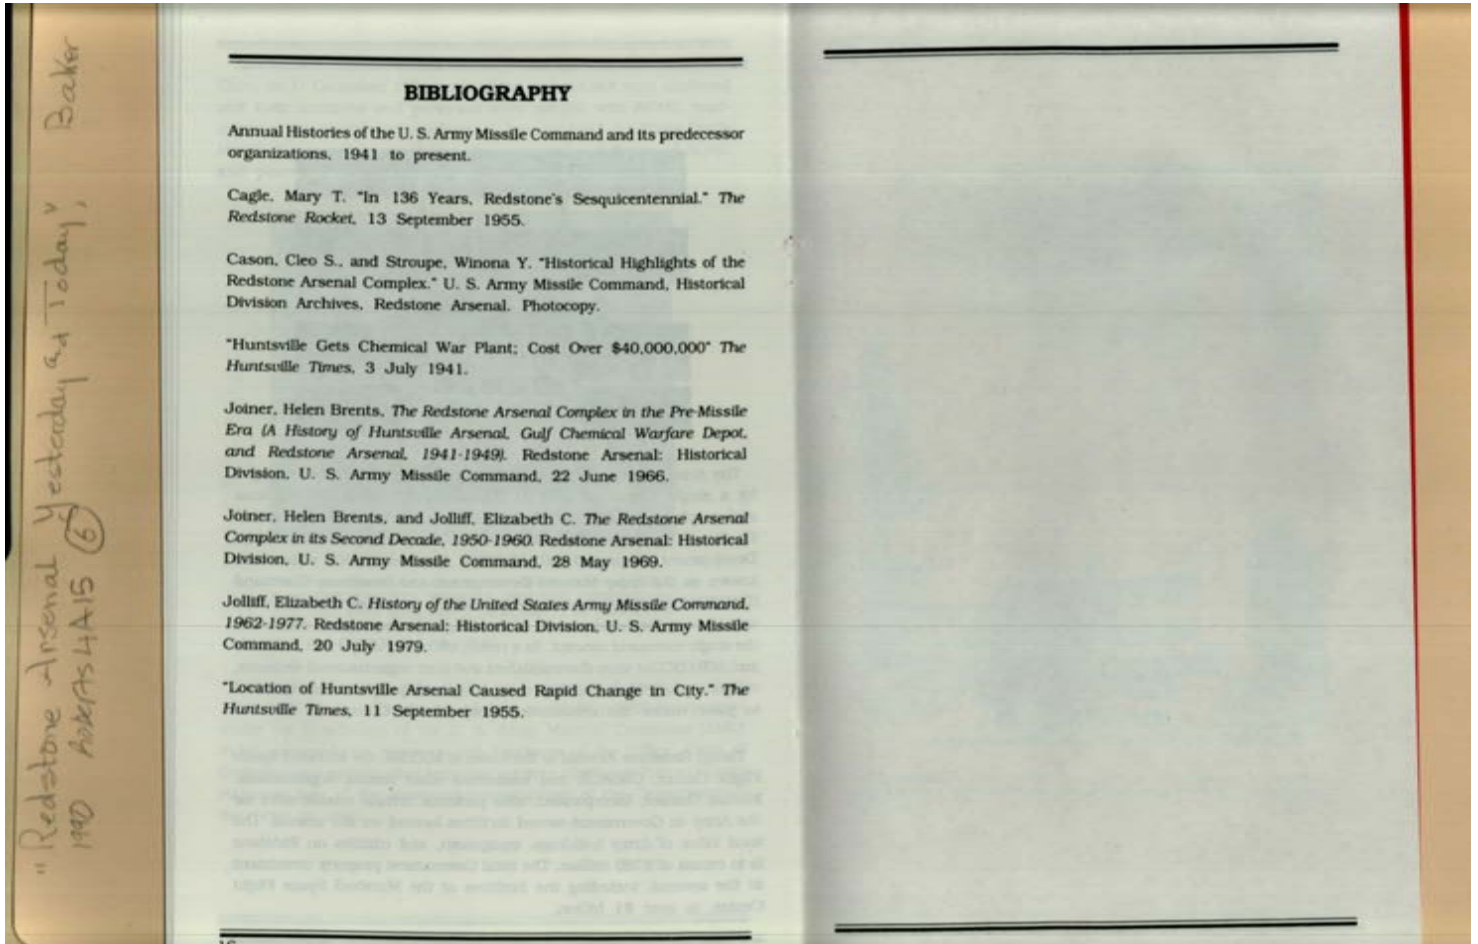 "Redstone Arsenal Yesterday and Today", Baker
1990 Roberts 4A15 5
BIBLIOGRAPHY
Annual Histories of the U. S. Army Missile Command and its predecessor
organizations, 1941 to present.
Cagle, Mary T. "In 136 Years, Redstone's Sesquicentennial." The
Redstone Rocket, 13 September 1955.
Cason, Cleo S., and Stroupe, Winona Y. "Historical Highlights of the
Redstone Arsenal Complex." U. S. Army Missile Command, Historical
Division Archives, Redstone Arsenal. Photocopy.
"Huntsville Gets Chemical War Plant; Cost Over $40,000,000" The
Huntsville Times, 3 July 1941.
Joiner, Helen Brents, The Redstone Arsenal Complex in the Pre-Missile
Era (A History of Huntsville Arsenal, Gulf Chemical Warfare Depot,
and Redstone Arsenal, 1941-1949). Redstone Arsenal: Historical
Division, U. S. Army Missile Command, 22 June 1966.
Joiner, Helen Brents, and Jolliff, Elizabeth C. The Redstone Arsenal
Complex in its Second Decade, 1950-1960. Redstone Arsenal: Historical
Division, U. S. Army Missile Command, 28 May 1969.
Jolliff, Elizabeth C. History of the United States Army Missile Command,
1962-1977. Redstone Arsenal: Historical Division, U. S. Army Missile
Command, 20 July 1979.
"Location of Huntsville Arsenal Caused Rapid Change in City." The
Huntsville Times, 11 September 1955.